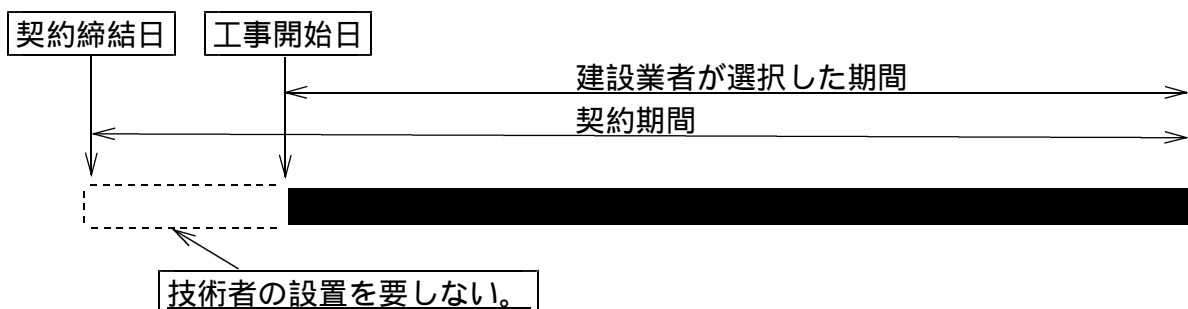 契約締結日
工事開始日
建設業者が選択した期間
契約期間
技術者の設置を要しない。